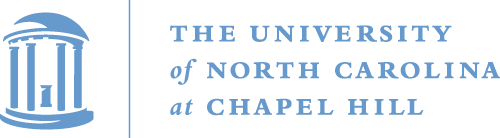 THE UNIVERSITY
of NORTH CAROLINA
at CHAPEL HILL